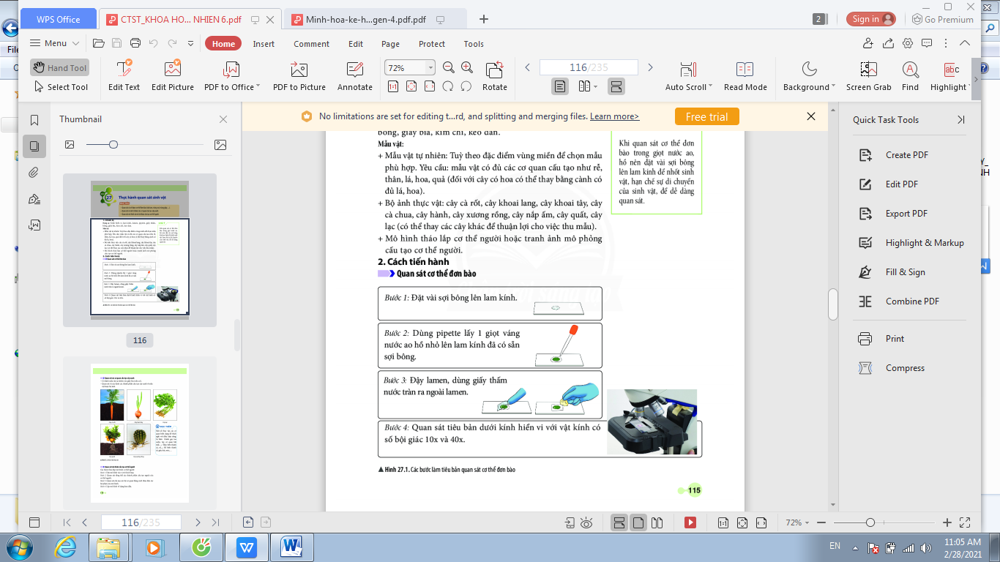 WPS Office
CTST_KHOA HO... NHIEN 6.pdf
Minh-hoa-ke-h...gen-4.pdf.pdf
2
Sign in
Go Premium
File
Menu
Home
Insert
Comment
Edit
Page
Protect
Tools
Hand Tool
Select Tool
Edit Text
Edit Picture
PDF to Office
PDF to Picture
Annotate
72%
Rotate
116/235
Auto Scroll
Read Mode
Background
Screen Grab
Find
Highlight
Thumbnail
No limitations are set for editing t...rd, and splitting and merging files. Learn more>
Free trial
Quick Task Tools
Create PDF
Edit PDF
Export PDF
Highlight & Markup
Fill & Sign
Combine PDF
Print
Compress
27
Thực hành quan sát sinh vật
116
bông, giấy bìa, kim chỉ, keo dán.
Mẫu vật:
+ Mẫu vật tự nhiên: Tuỳ theo đặc điểm vùng miền để chọn mẫu
phù hợp. Yêu cầu: mẫu vật có đủ các cơ quan cấu tạo như rễ,
thân, lá, hoa, quả (đối với cây có hoa có thể thay bằng cành có
đủ lá, hoa).
+ Bộ ảnh thực vật: cây cà rốt, cây khoai lang, cây khoai tây, cây
cà chua, cây hành, cây xương rồng, cây nắp ấm, cây quất, cây
lạc (có thể thay các cây khác để thuận lợi cho việc thu mẫu).
+ Mô hình tháo lắp cơ thể người hoặc tranh ảnh mô phỏng
cấu tạo cơ thể người.
Khi quan sát cơ thể đơn
bào trong giọt nước ao,
hồ nên đặt vài sợi bông
lên lam kính để nhốt sinh
vật, hạn chế sự di chuyển
của sinh vật, để dễ dàng
quan sát.
2. Cách tiến hành
Quan sát cơ thể đơn bào
Bước 1: Đặt vài sợi bông lên lam kính.
Bước 2: Dùng pipette lấy 1 giọt váng
nước ao hồ nhỏ lên lam kính đã có sẵn
sợi bông.
Bước 3: Đậy lamen, dùng giấy thấm
nước tràn ra ngoài lamen.
Bước 4: Quan sát tiêu bản dưới kính hiển vi với vật kính có
số bội giác 10x và 40x.
▲ Hình 27.1. Các bước làm tiêu bản quan sát cơ thể đơn bào
115
116/235
72%
EN
11:05 AM
2/28/2021